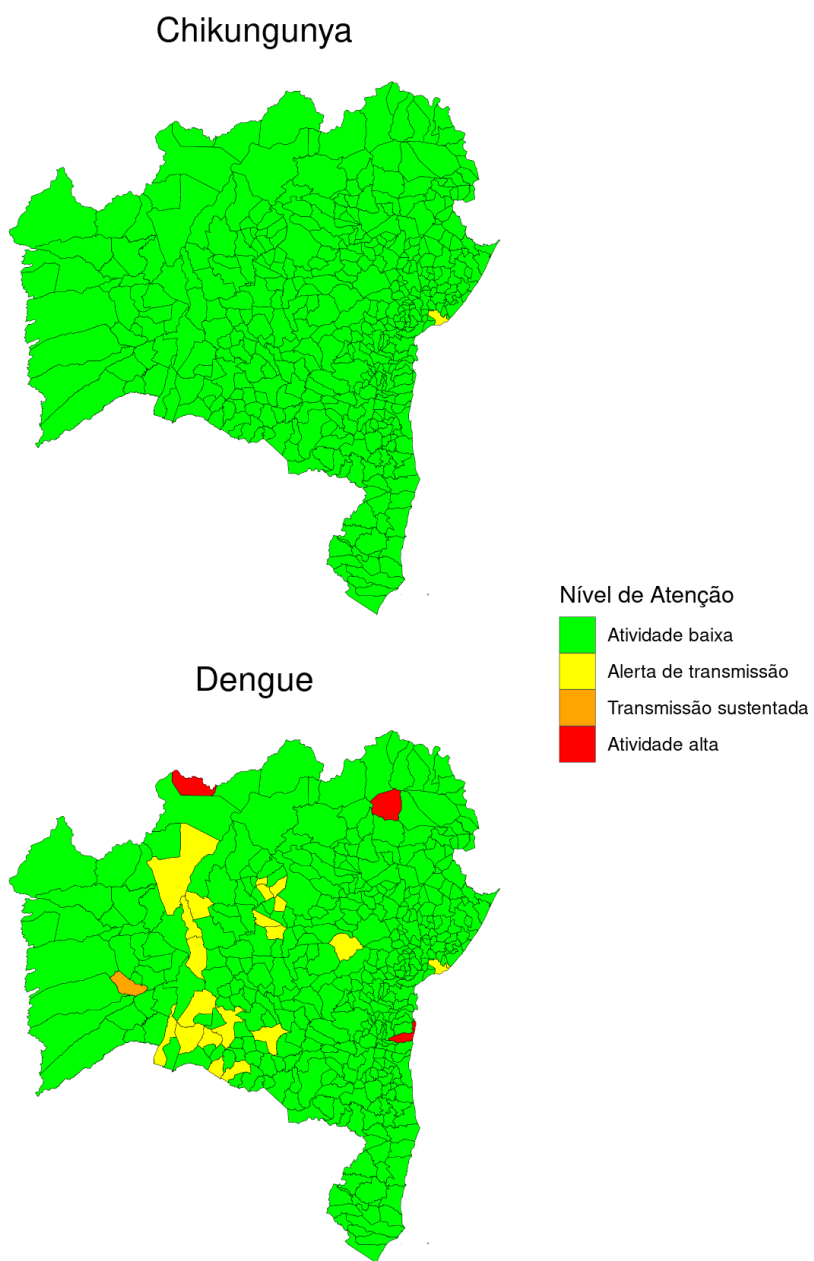 Chikungunya
Nível de Atenção
Atividade baixa
Alerta de transmissão
Transmissão sustentada
Atividade alta
Dengue